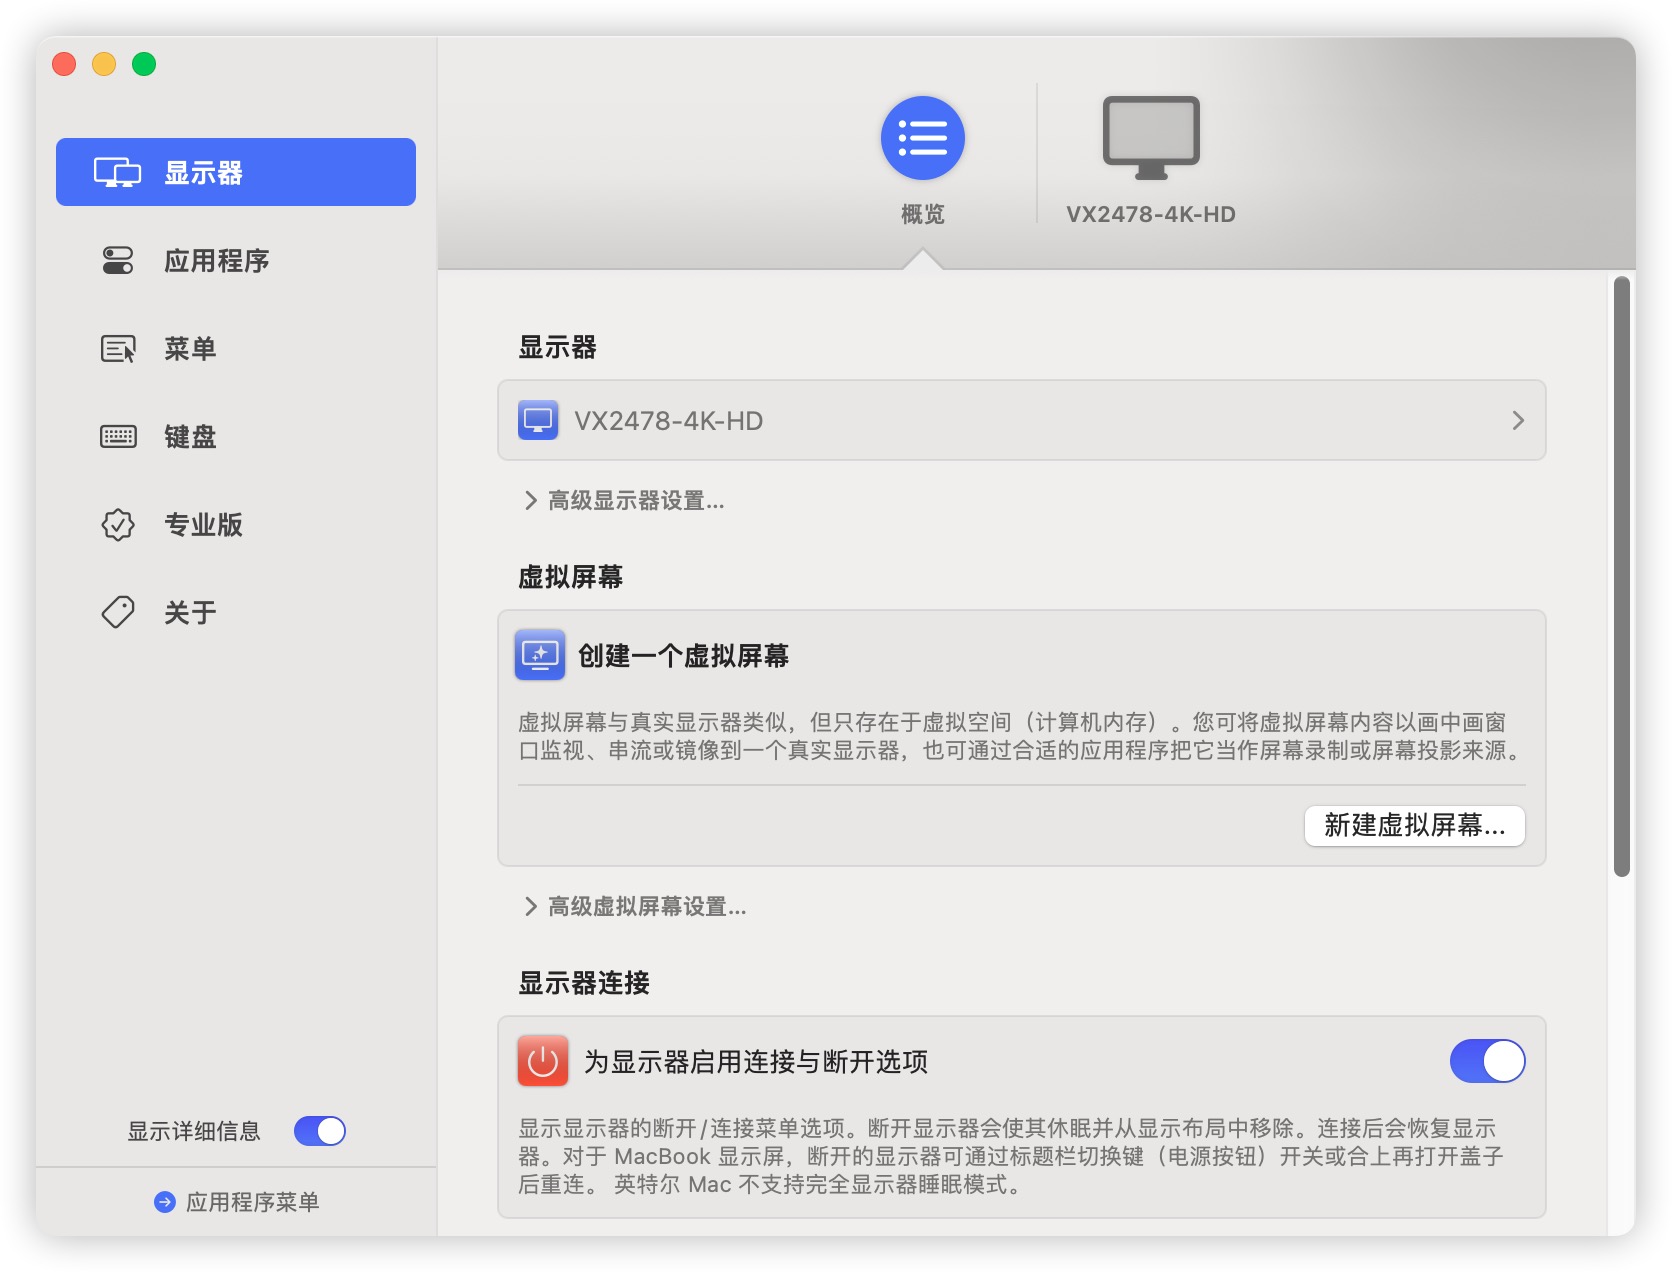 显示器
应用程序
菜单
键盘
专业版
关于
显示详细信息
应用程序菜单
概览
VX2478-4K-HD
显示器
VX2478-4K-HD
高级显示器设置...
虚拟屏幕
创建一个虚拟屏幕
虚拟屏幕与真实显示器类似，但只存在于虚拟空间（计算机内存）。您可将虚拟屏幕内容以画中画窗
口监视、串流或镜像到一个真实显示器，也可通过合适的应用程序把它当作屏幕录制或屏幕投影来源。
新建虚拟屏幕...
高级虚拟屏幕设置...
显示器连接
为显示器启用连接与断开选项
显示显示器的断开/连接菜单选项。断开显示器会使其休眠并从显示布局中移除。连接后会恢复显示
器。对于 MacBook 显示屏，断开的显示器可通过标题栏切换键（电源按钮）开关或合上再打开盖子
后重连。 英特尔 Mac 不支持完全显示器睡眠模式。